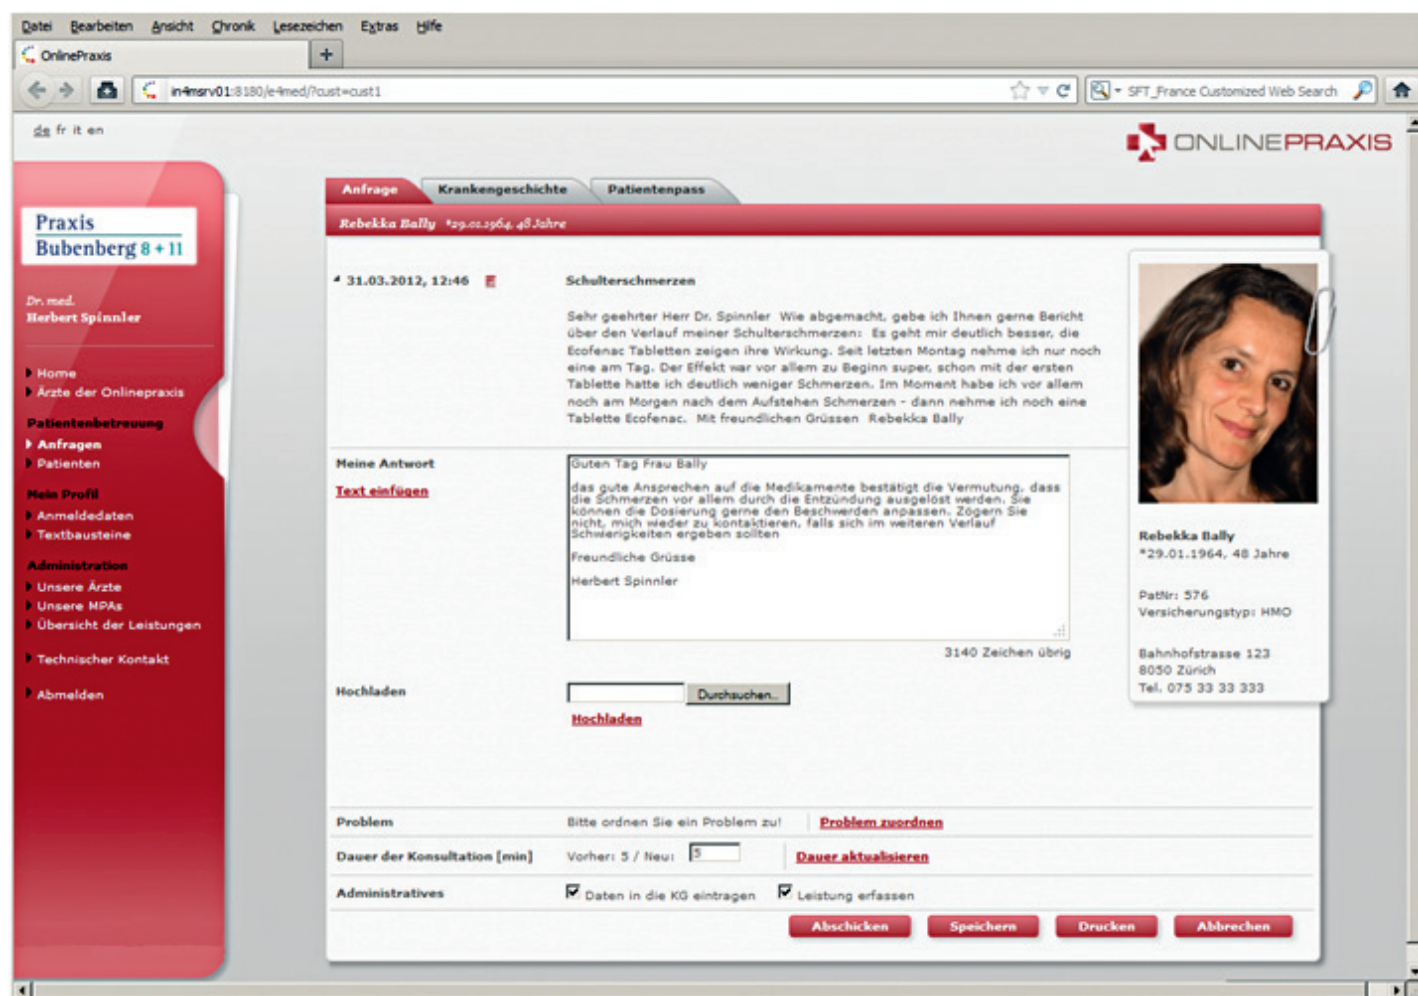 Datei Bearbeiten Ansicht Chronik Lesezeichen Extras Hilfe
OnlinePraxis +
in4msrv01:8180/e4med/?cust=cust1
SFT_France Customized Web Search
de fr it en
ONLINEPRAXIS
Praxis
Bubenberg 8 + 11
Dr. med.
Herbert Spinnler
Home
Ärzte der Onlinepraxis
Patientenbetreuung
Anfragen
Patienten
Mein Profil
Anmeldedaten
Textbausteine
Administration
Unsere Ärzte
Unsere MPAs
Übersicht der Leistungen
Technischer Kontakt
Abmelden
Anfrage Krankengeschichte Patientenpass
Rebekka Bally *29.01.1964, 48 Jahre
31.03.2012, 12:46 Schulterschmerzen
Sehr geehrter Herr Dr. Spinnler Wie abgemacht, gebe ich Ihnen gerne Bericht
über den Verlauf meiner Schulterschmerzen: Es geht mir deutlich besser, die
Ecofenac Tabletten zeigen ihre Wirkung. Seit letzten Montag nehme ich nur noch
eine am Tag. Der Effekt war vor allem zu Beginn super, schon mit der ersten
Tablette hatte ich deutlich weniger Schmerzen. Im Moment habe ich vor allem
noch am Morgen nach dem Aufstehen Schmerzen - dann nehme ich noch eine
Tablette Ecofenac. Mit freundlichen Grüssen Rebekka Bally
Meine Antwort
Text einfügen
Guten Tag Frau Bally
das gute Ansprechen auf die Medikamente bestätigt die Vermutung, dass
die Schmerzen vor allem durch die Entzündung ausgelöst werden. Sie
können die Dosierung gerne den Beschwerden anpassen. Zögern Sie
nicht, mich wieder zu kontaktieren, falls sich im weiteren Verlauf
Schwierigkeiten ergeben sollten
Freundliche Grüsse
Herbert Spinnler
3140 Zeichen übrig
Hochladen Durchsuchen...
Hochladen
Problem Bitte ordnen Sie ein Problem zu! Problem zuordnen
Dauer der Konsultation [min] Vorher: 5 / Neu: 5 Dauer aktualisieren
Administratives Daten in die KG eintragen Leistung erfassen
Abschicken Speichern Drucken Abbrechen
Rebekka Bally
*29.01.1964, 48 Jahre
PatNr: 576
Versicherungstyp: HMO
Bahnhofstrasse 123
8050 Zürich
Tel. 075 33 33 333